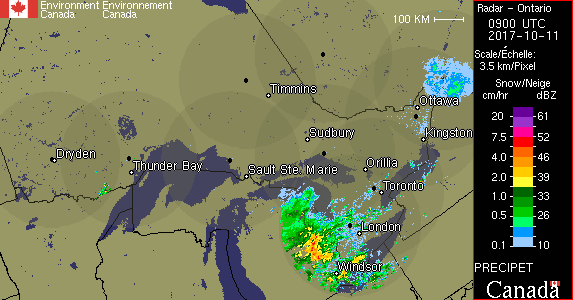 Environment Environnement
Canada Canada
100 KM
Radar - Ontario
0900 UTC
2017-10-11
Scale/Échelle:
3.5 km/Pixel
Snow/Neige
cm/hr dBZ
20 61
7.5 52
4.0 46
2.0 39
1.0 33
0.5 26
0.1 10
PRECIPET
Canada
Timmins
Ottawa
Sudbury
Kingston
Dryden
Thunder Bay
Sault Ste. Marie
Orillia
Toronto
London
Windsor